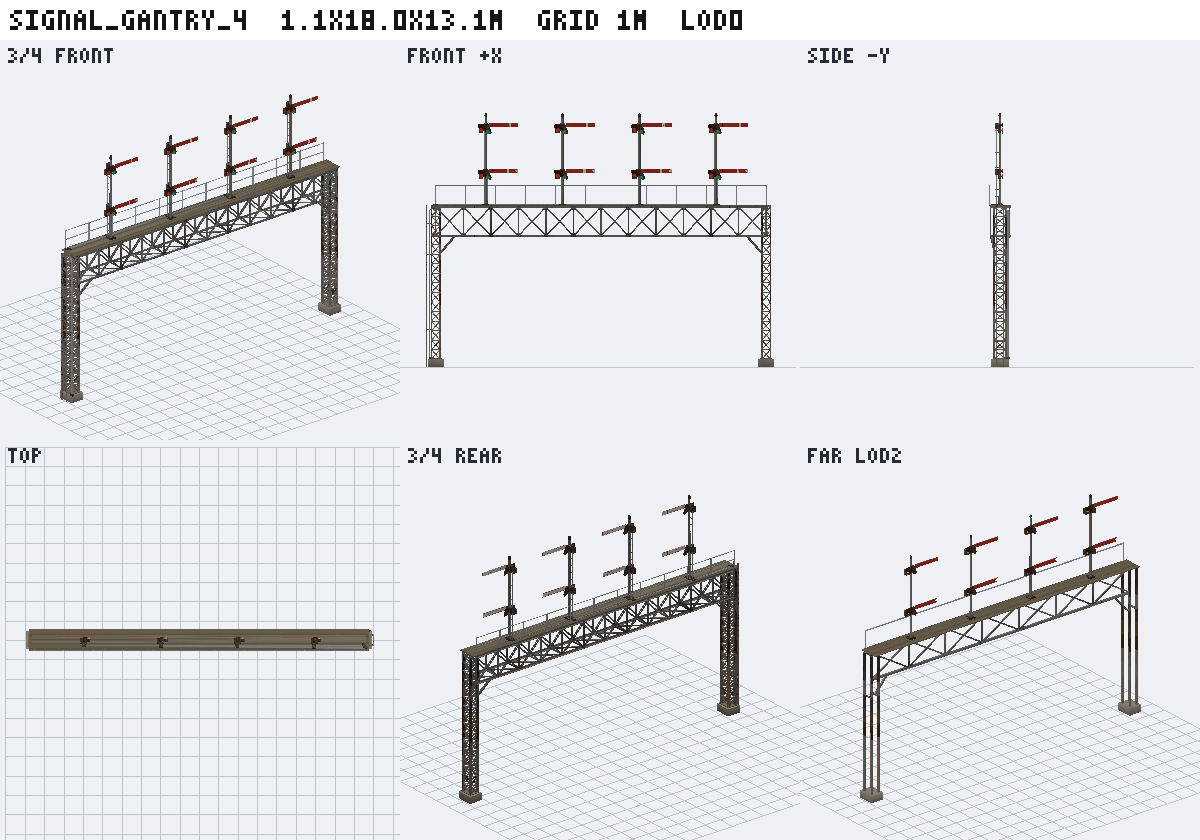 SIGNAL_GANTRY_4 1.1X18.0X13.1M GRID 1M LOD0
3/4 FRONT
FRONT +X
SIDE -Y
TOP
3/4 REAR
FAR LOD2